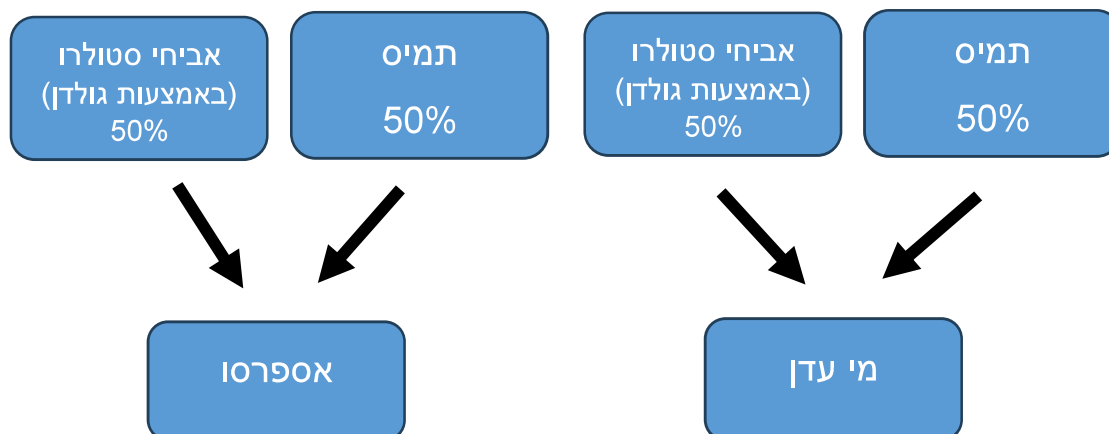 תמיס
50%
אביחי סטולרו
(באמצעות גולדן)
50%
מי עדן
תמיס
50%
אביחי סטולרו
(באמצעות גולדן)
50%
אספרסו